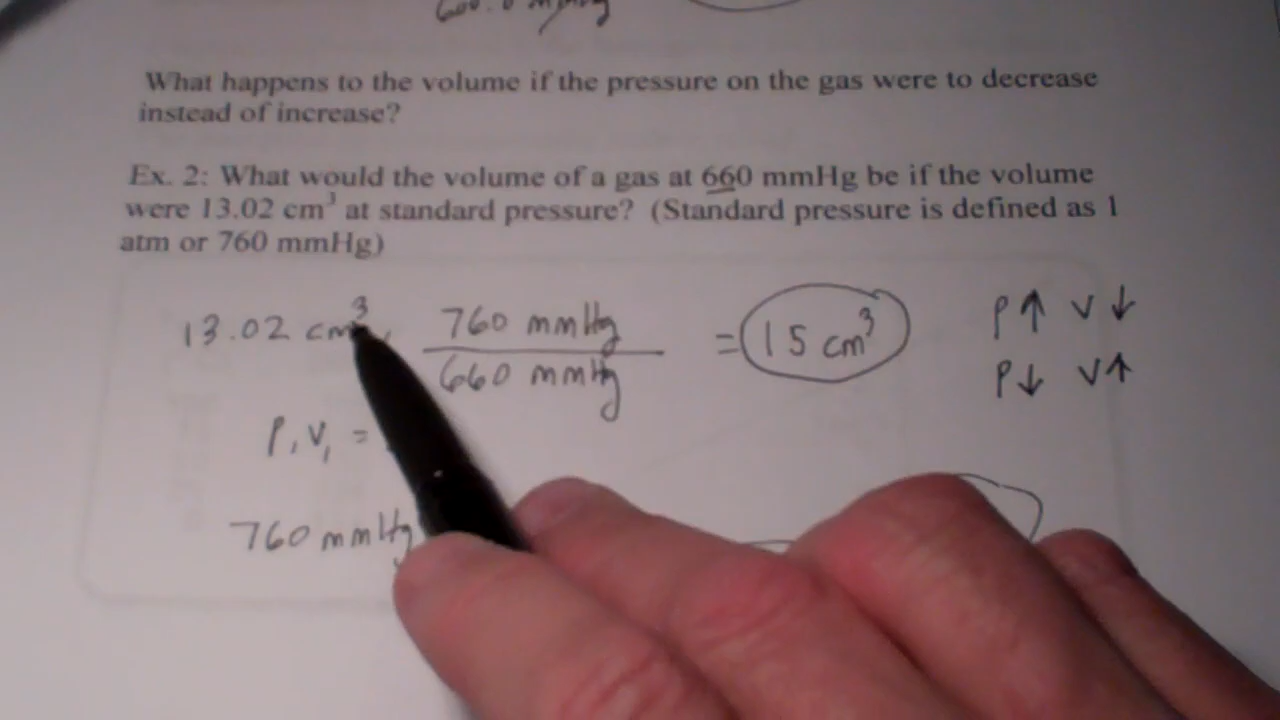 600.0 mmHg
What happens to the volume if the pressure on the gas were to decrease
instead of increase?
Ex. 2: What would the volume of a gas at 660 mmHg be if the volume
were 13.02 cm³ at standard pressure? (Standard pressure is defined as 1
atm or 760 mmHg)
13.02 cm³ 760 mmHg = 15 cm³ P↑ V↓
660 mmHg P↓ V↑
P₁V₁ =
760 mmHg